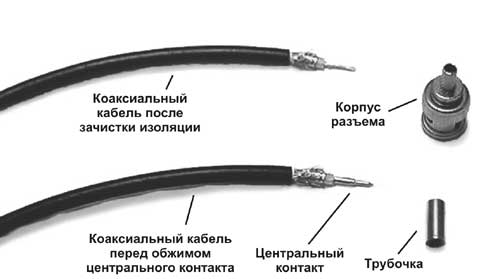 Коаксиальный
кабель после
зачистки изоляции
Корпус
разъема
Коаксиальный кабель
перед обжимом
центрального контакта
Центральный
контакт
Трубочка